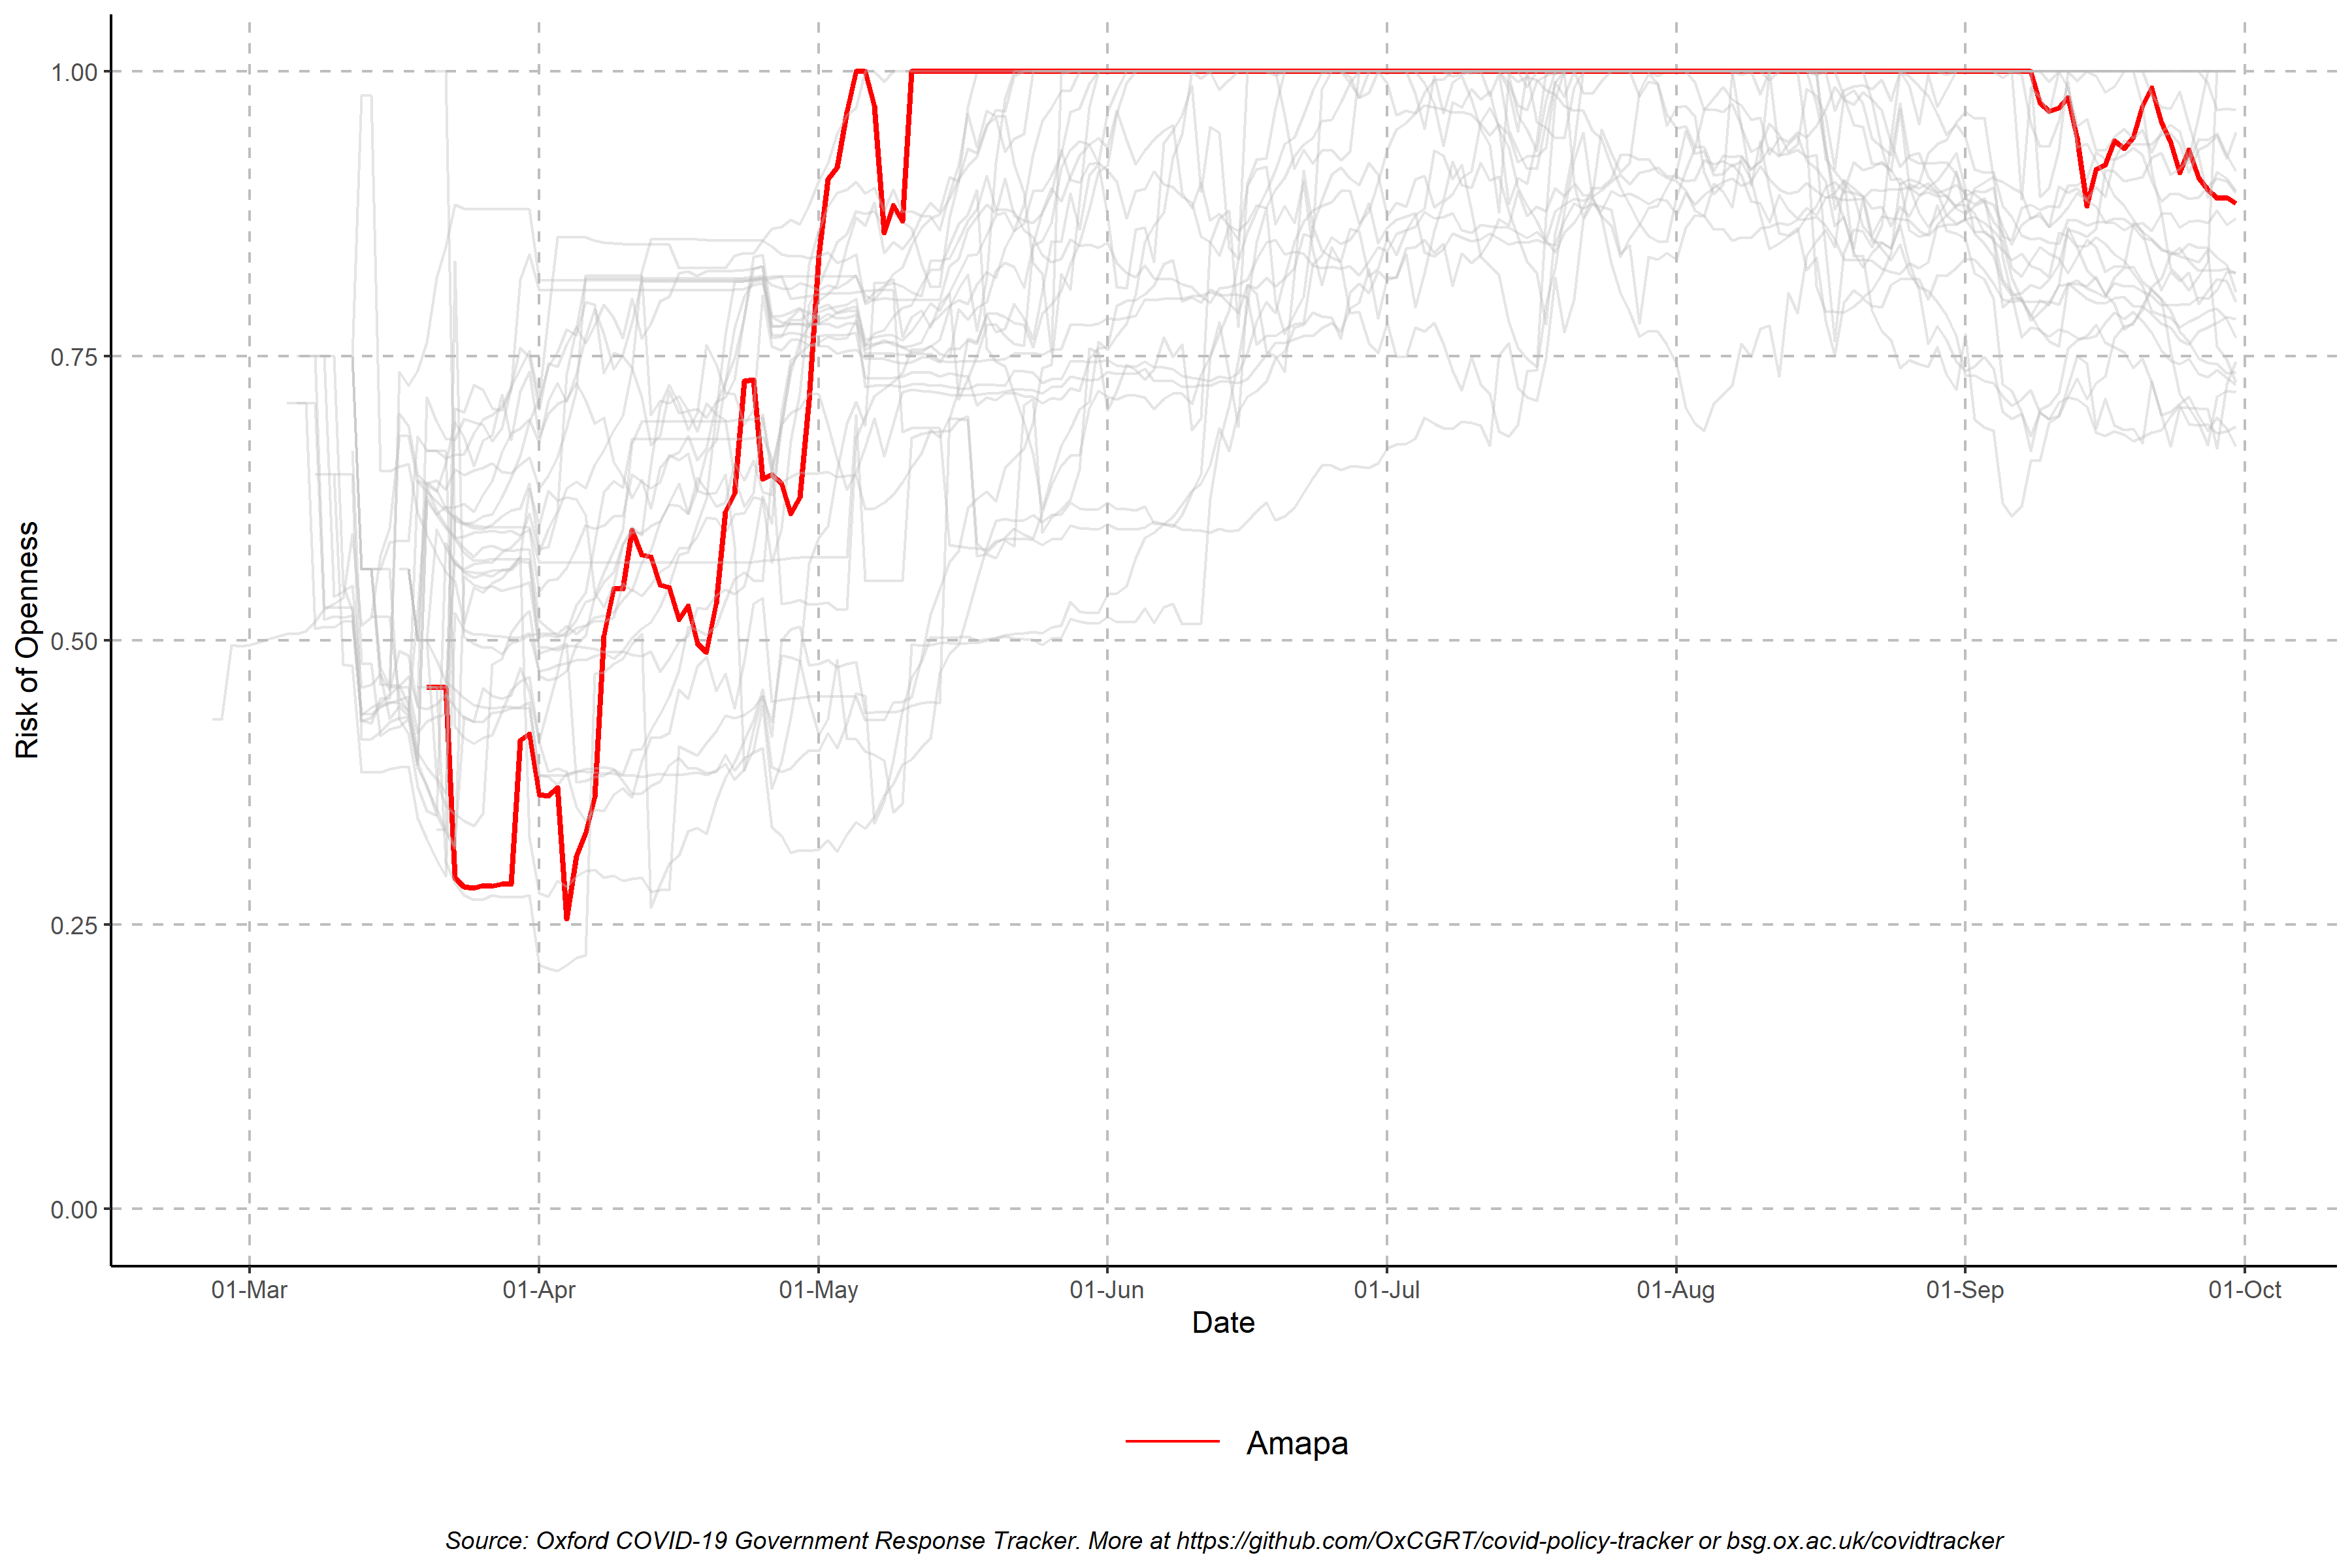 1.00
0.75
0.50
0.25
0.00
Risk of Openness
01-Mar 01-Apr 01-May 01-Jun 01-Jul 01-Aug 01-Sep 01-Oct
Date
Amapa
Source: Oxford COVID-19 Government Response Tracker. More at https://github.com/OxCGRT/covid-policy-tracker or bsg.ox.ac.uk/covidtracker